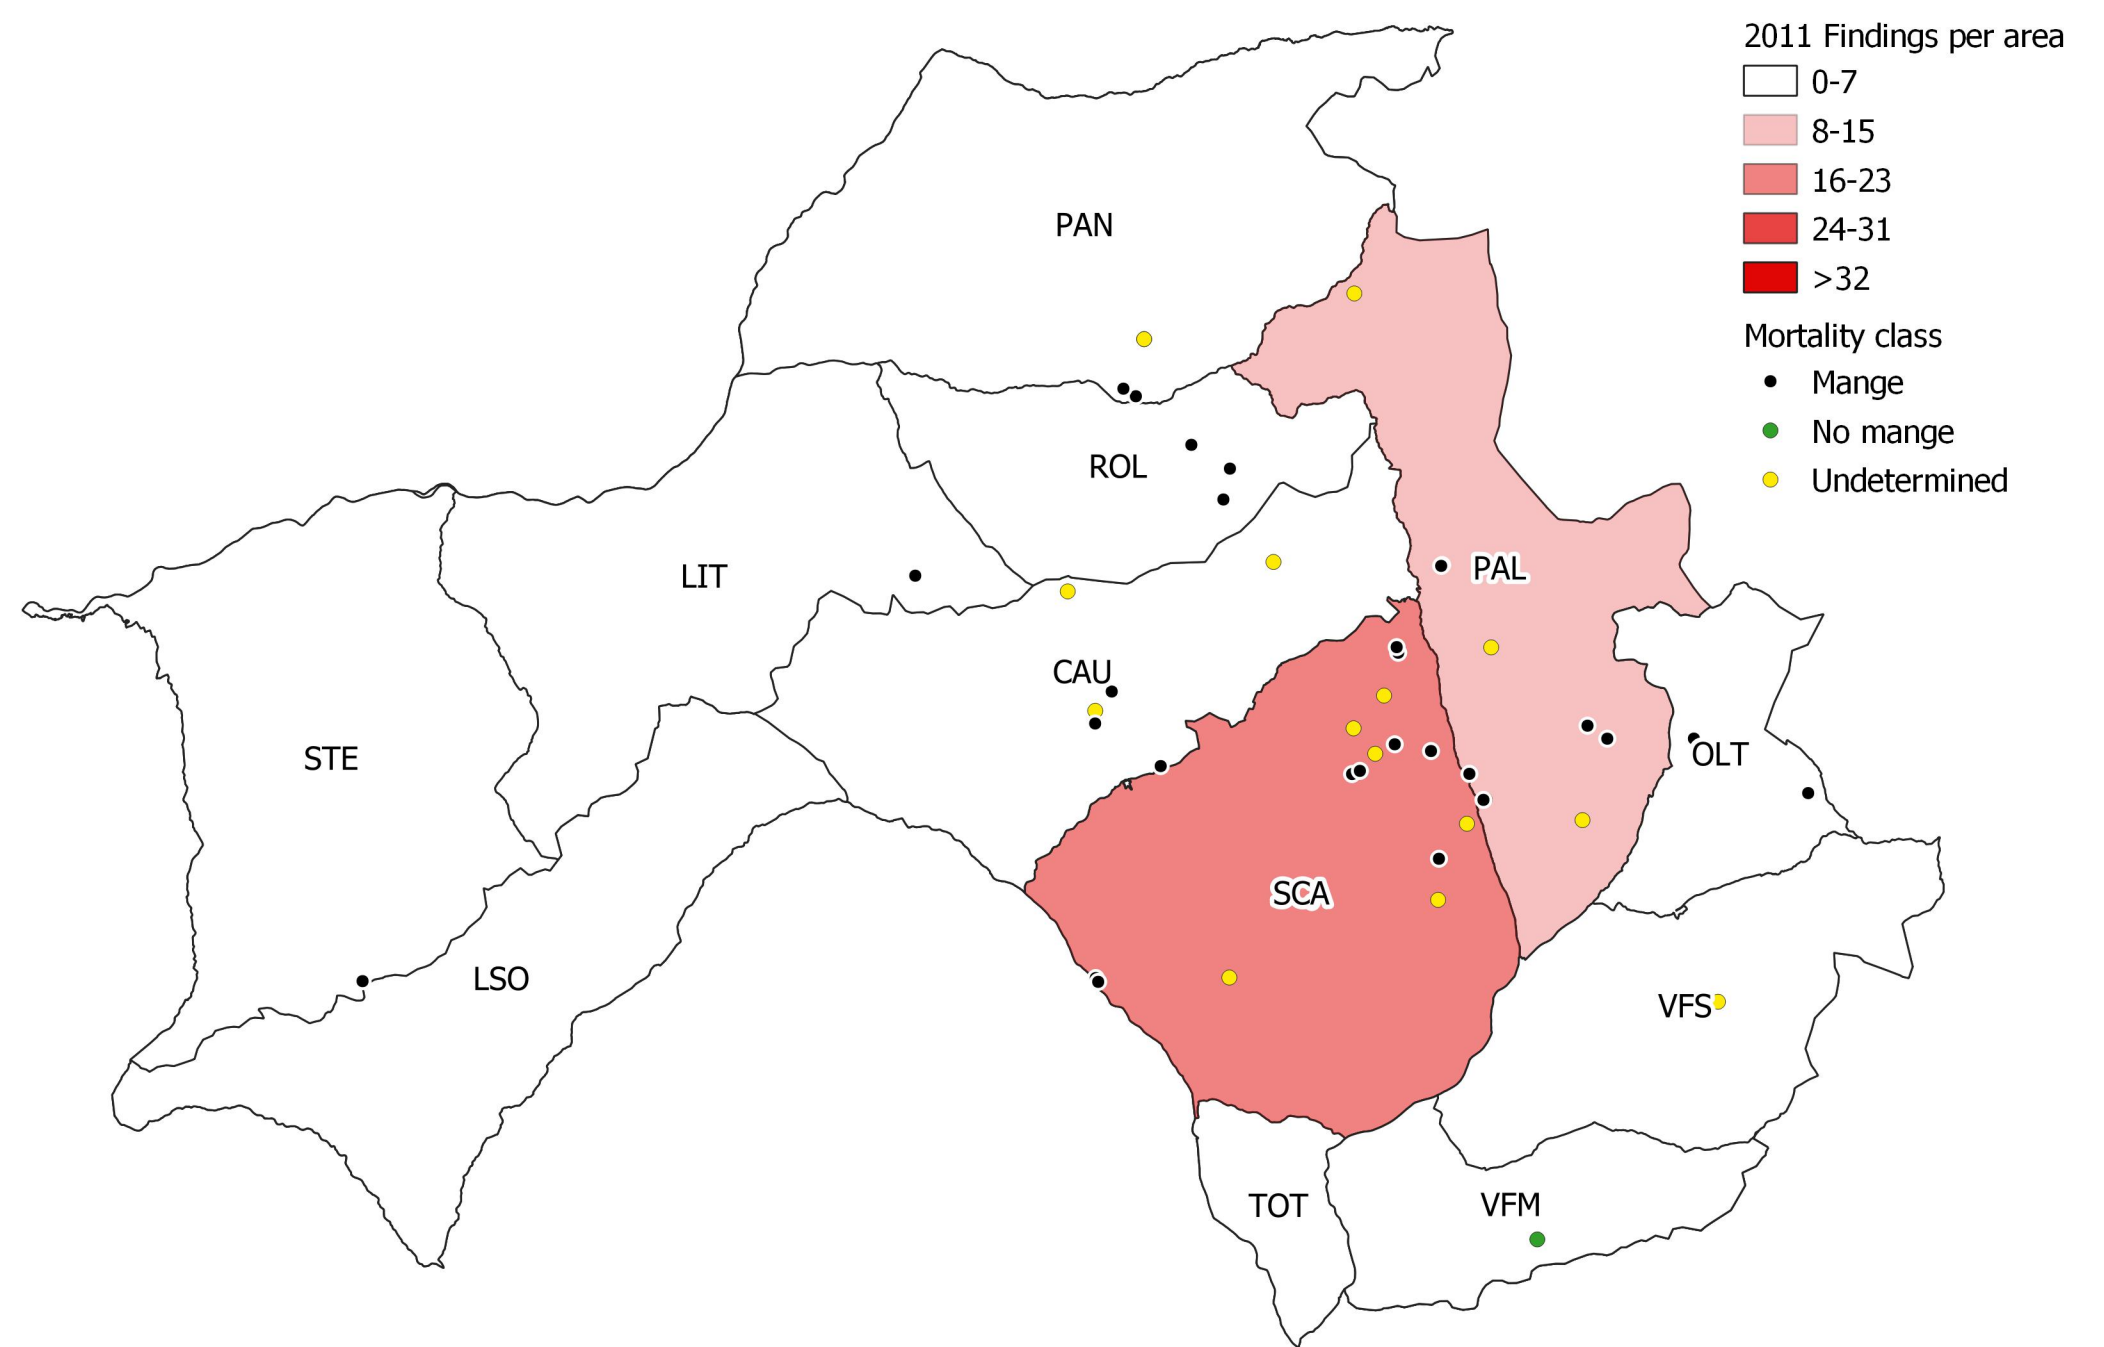 2011 Findings per area
0-7
8-15
16-23
24-31
>32
Mortality class
Mange
No mange
Undetermined
PAN
ROL
LIT
PAL
CAU
STE
OLT
SCA
LSO
VFS
TOT
VFM